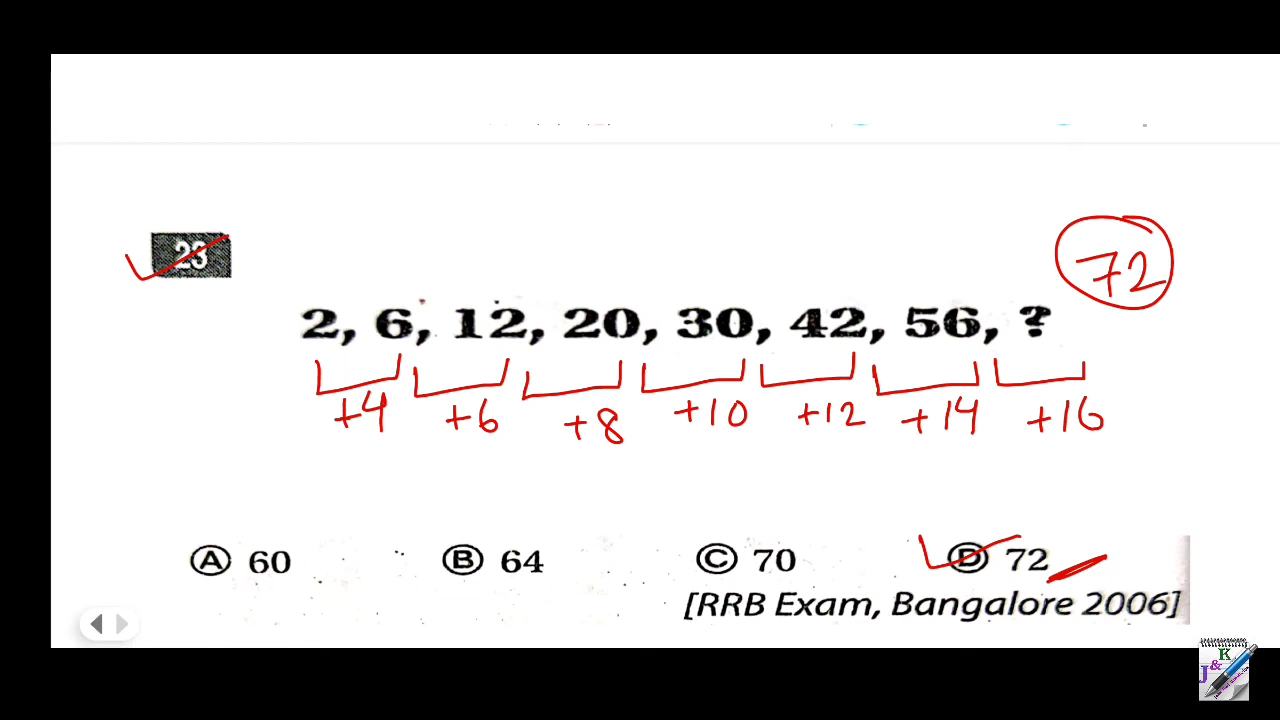 23
72
2, 6, 12, 20, 30, 42, 56, ?
+4 +6 +8 +10 +12 +14 +16
Ⓐ 60 Ⓑ 64 Ⓒ 70 Ⓓ 72
[RRB Exam, Bangalore 2006]
J&K